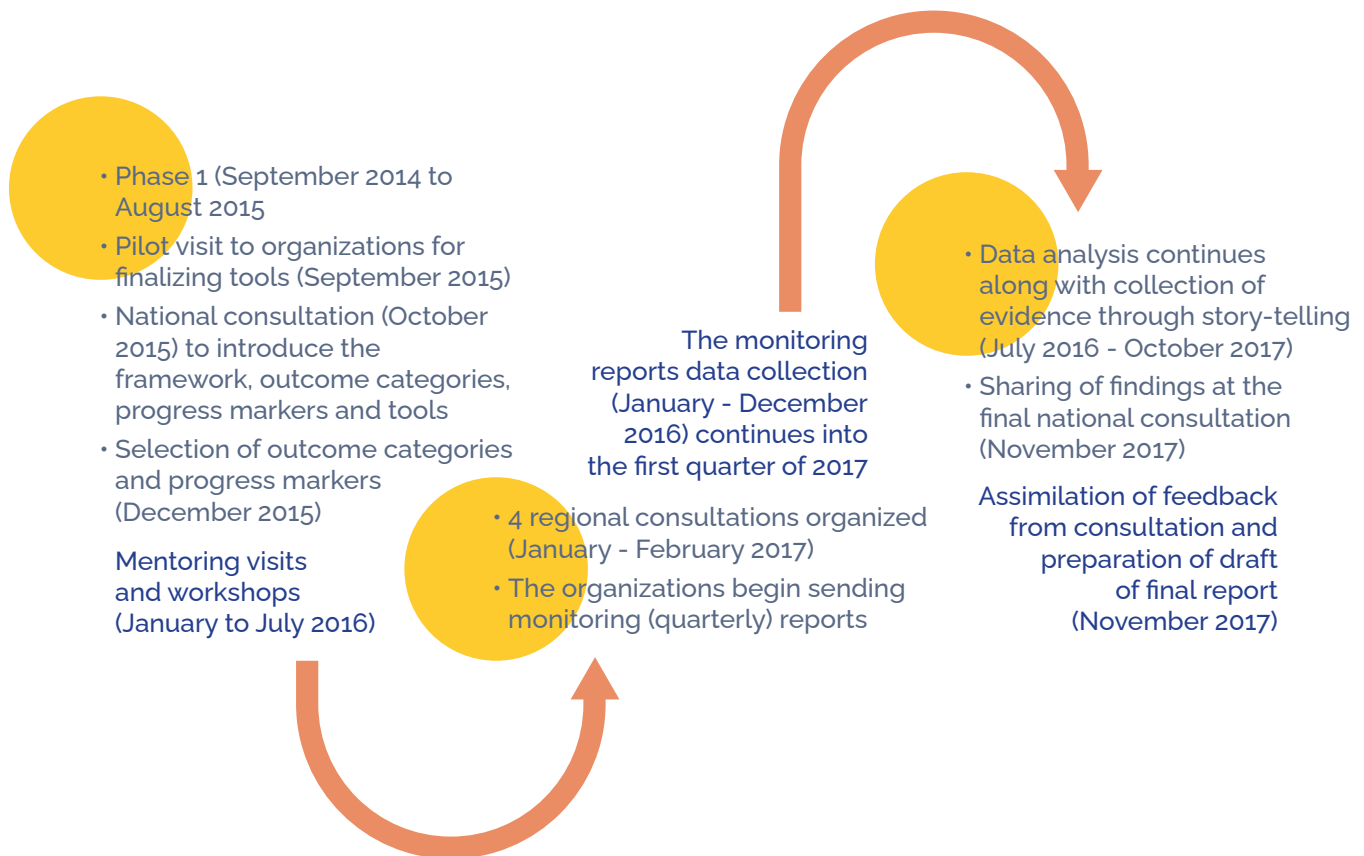 • Phase 1 (September 2014 to
August 2015
• Pilot visit to organizations for
finalizing tools (September 2015)
• National consultation (October
2015) to introduce the
framework, outcome categories,
progress markers and tools
• Selection of outcome categories
and progress markers
(December 2015)
Mentoring visits
and workshops
(January to July 2016)
The monitoring
reports data collection
(January - December
2016) continues into
the first quarter of 2017
• 4 regional consultations organized
(January - February 2017)
• The organizations begin sending
monitoring (quarterly) reports
• Data analysis continues
along with collection of
evidence through story-telling
(July 2016 - October 2017)
• Sharing of findings at the
final national consultation
(November 2017)
Assimilation of feedback
from consultation and
preparation of draft
of final report
(November 2017)